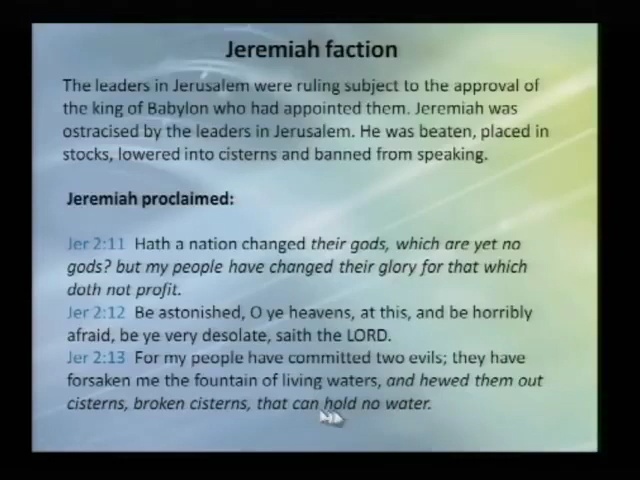 Jeremiah faction
The leaders in Jerusalem were ruling subject to the approval of
the king of Babylon who had appointed them. Jeremiah was
ostracised by the leaders in Jerusalem. He was beaten, placed in
stocks, lowered into cisterns and banned from speaking.
Jeremiah proclaimed:
Jer 2:11 Hath a nation changed their gods, which are yet no
gods? but my people have changed their glory for that which
doth not profit.
Jer 2:12 Be astonished, O ye heavens, at this, and be horribly
afraid, be ye very desolate, saith the LORD.
Jer 2:13 For my people have committed two evils; they have
forsaken me the fountain of living waters, and hewed them out
cisterns, broken cisterns, that can hold no water.